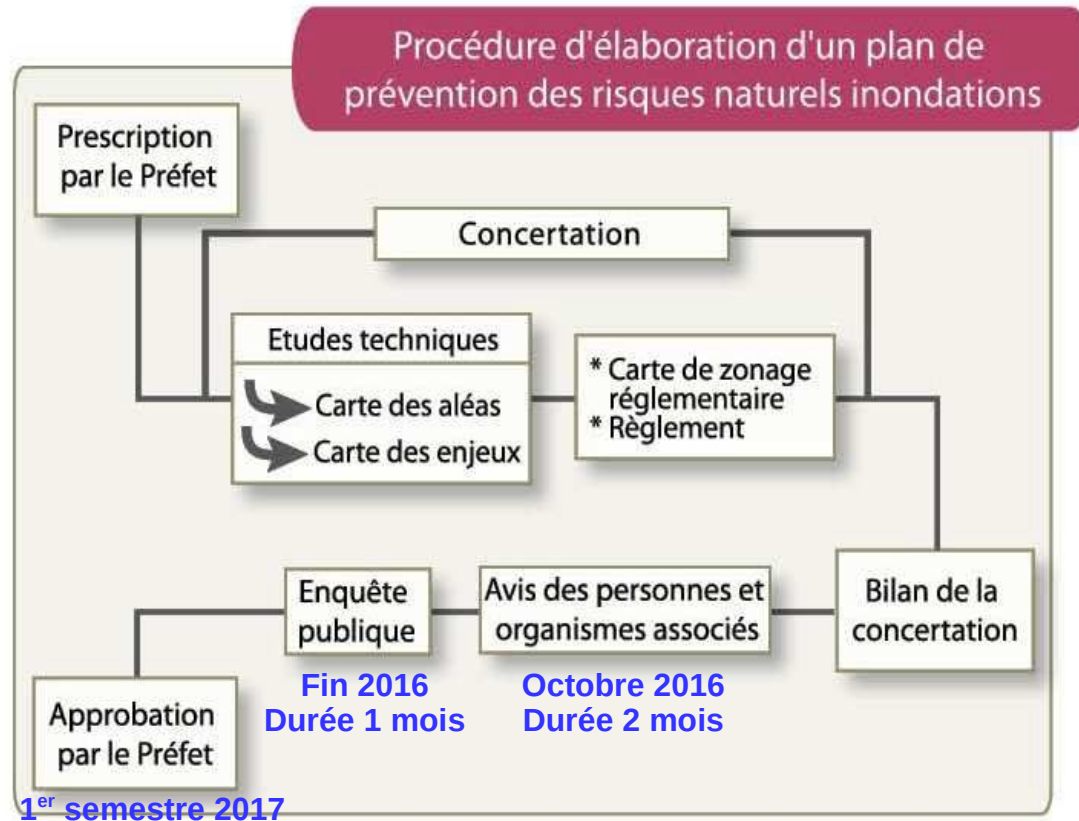 Procédure d'élaboration d'un plan de
prévention des risques naturels inondations
Prescription
par le Préfet
Concertation
Etudes techniques
Carte des aléas
Carte des enjeux
* Carte de zonage
réglementaire
* Règlement
Bilan de la
concertation
Avis des personnes et
organismes associés
Octobre 2016
Durée 2 mois
Enquête
publique
Fin 2016
Durée 1 mois
Approbation
par le Préfet
1er semestre 2017